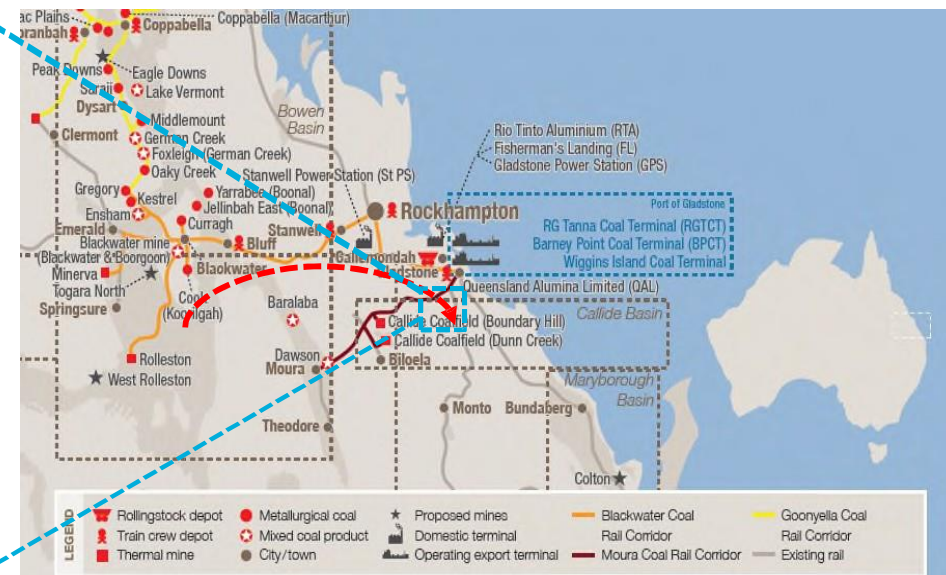 ac Plains
Coppabella (Macarthur)
oranbah
Coppabella
Peak Downs
Eagle Downs
Saraji
Lake Vermont
Dysart
Middlemount
Bowen
Basin
Clermont
German Creek
Foxleigh (German Creek)
Oaky Creek
Rio Tinto Aluminium (RTA)
Fisherman's Landing (FL)
Gladstone Power Station (GPS)
Stanwell Power Station (St PS)
Gregory
Kestrel
Yarrabee (Boonal)
Jellinbah East (Boonal)
Ensham
Curragh
Emerald
Bluff
Stanwell
Rockhampton
Port of Gladstone
RG Tanna Coal Terminal (RGTCT)
Barney Point Coal Terminal (BPCT)
Wiggins Island Coal Terminal
Blackwater mine
(Blackwater & Boorgoon)
Blackwater
Callemondah
Gladstone
Minerva
Togara North
Springsure
Cook
(Koorilgah)
Baralaba
Queensland Alumina Limited (QAL)
Callide Basin
Callide Coalfield (Boundary Hill)
Callide Coalfield (Dunn Creek)
Rolleston
Dawson
Moura
Biloela
West Rolleston
Maryborough
Basin
Monto
Bundaberg
Theodore
Colton
LEGEND
Rollingstock depot
Metallurgical coal
Proposed mines
Blackwater Coal
Rail Corridor
Goonyella Coal
Rail Corridor
Train crew depot
Mixed coal product
Domestic terminal
Thermal mine
City/town
Operating export terminal
Moura Coal Rail Corridor
Existing rail